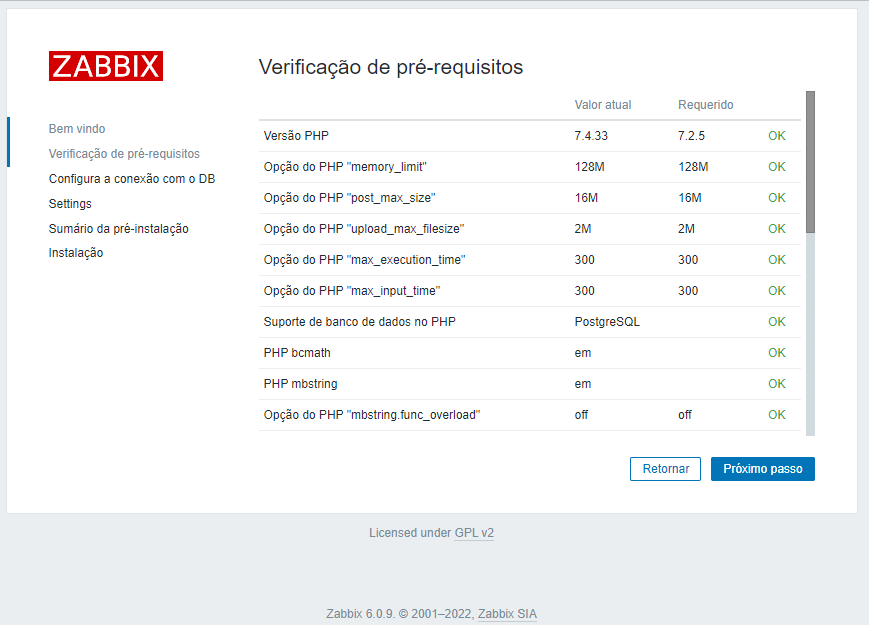 ZABBIX
Bem vindo
Verificação de pré-requisitos
Configura a conexão com o DB
Settings
Sumário da pré-instalação
Instalação
Verificação de pré-requisitos
Valor atual Requerido
Versão PHP 7.4.33 7.2.5 OK
Opção do PHP "memory_limit" 128M 128M OK
Opção do PHP "post_max_size" 16M 16M OK
Opção do PHP "upload_max_filesize" 2M 2M OK
Opção do PHP "max_execution_time" 300 300 OK
Opção do PHP "max_input_time" 300 300 OK
Suporte de banco de dados no PHP PostgreSQL OK
PHP bcmath em OK
PHP mbstring em OK
Opção do PHP "mbstring.func_overload" off off OK
Retornar Próximo passo
Licensed under GPL v2
Zabbix 6.0.9. © 2001–2022, Zabbix SIA